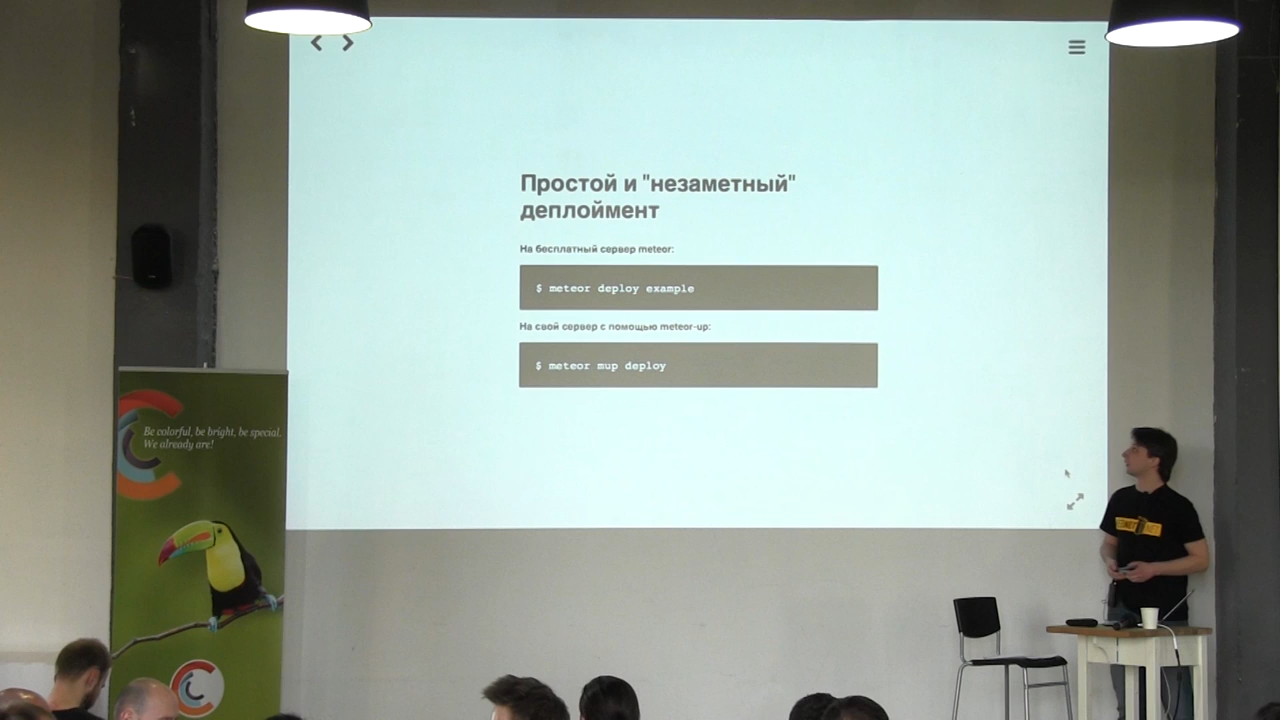 Простой и "незаметный"
деплоймент
На бесплатный сервер meteor:
$ meteor deploy example
На свой сервер с помощью meteor-up:
$ meteor mup deploy
Be colorful, be bright, be special.
We already are!